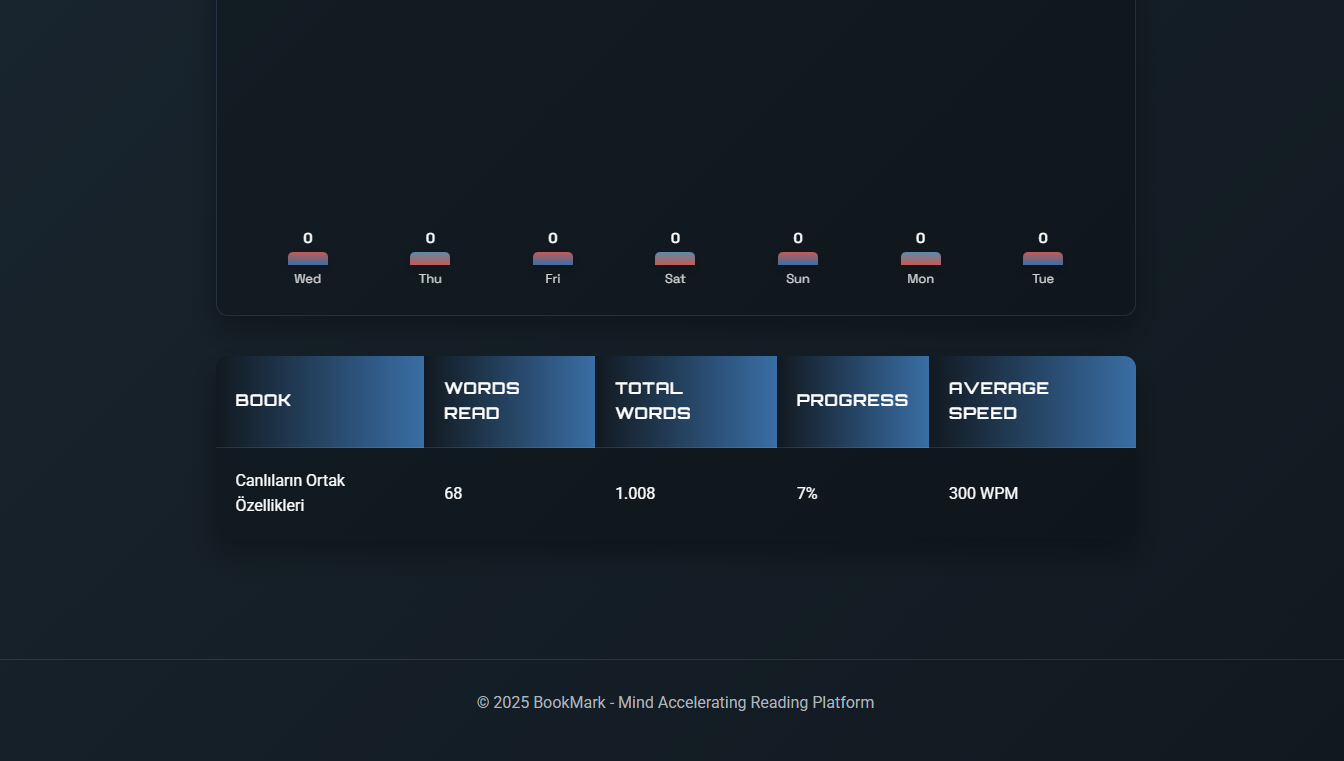 0 0 0 0 0 0 0
Wed Thu Fri Sat Sun Mon Tue
BOOK
WORDS
READ
TOTAL
WORDS
PROGRESS
AVERAGE
SPEED
Canlıların Ortak
Özellikleri
68
1.008
7%
300 WPM
© 2025 BookMark - Mind Accelerating Reading Platform